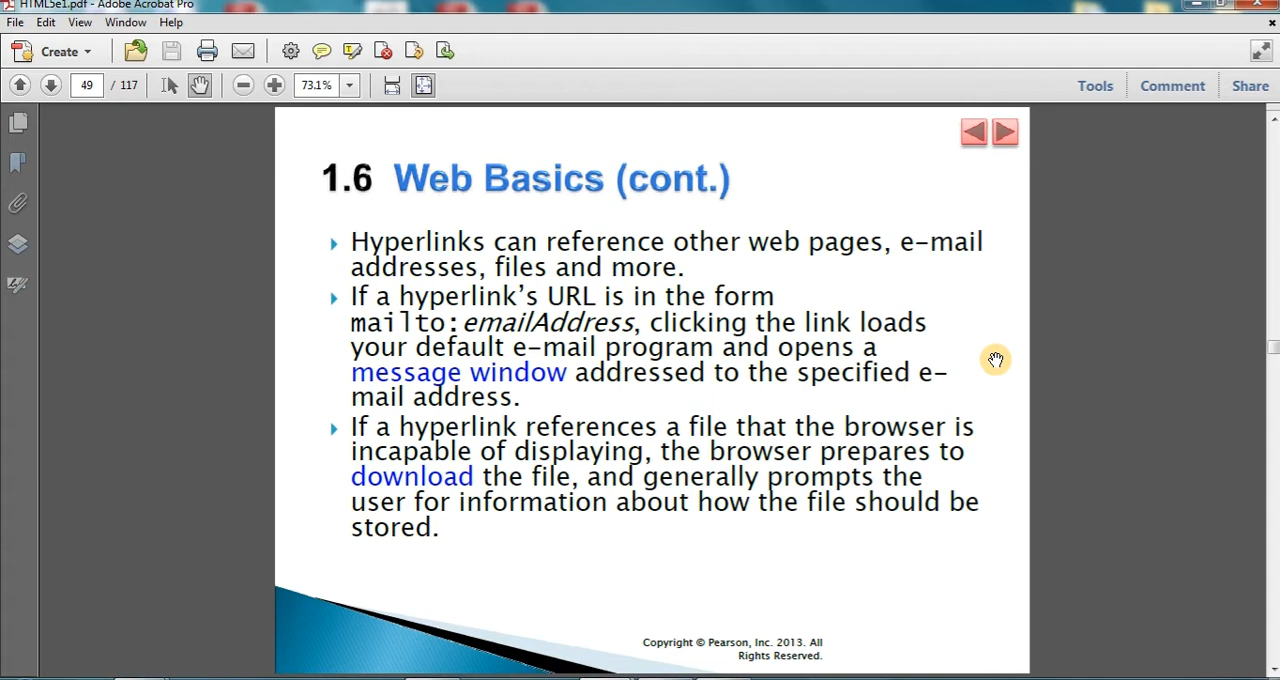 HTML5e1.pdf - Adobe Acrobat Pro
File Edit View Window Help
Create
49 / 117 73.1% Tools Comment Share
1.6 Web Basics (cont.)
Hyperlinks can reference other web pages, e-mail
addresses, files and more.
If a hyperlink's URL is in the form
mailto:emailAddress, clicking the link loads
your default e-mail program and opens a
message window addressed to the specified e-
mail address.
If a hyperlink references a file that the browser is
incapable of displaying, the browser prepares to
download the file, and generally prompts the
user for information about how the file should be
stored.
Copyright © Pearson, Inc. 2013. All
Rights Reserved.